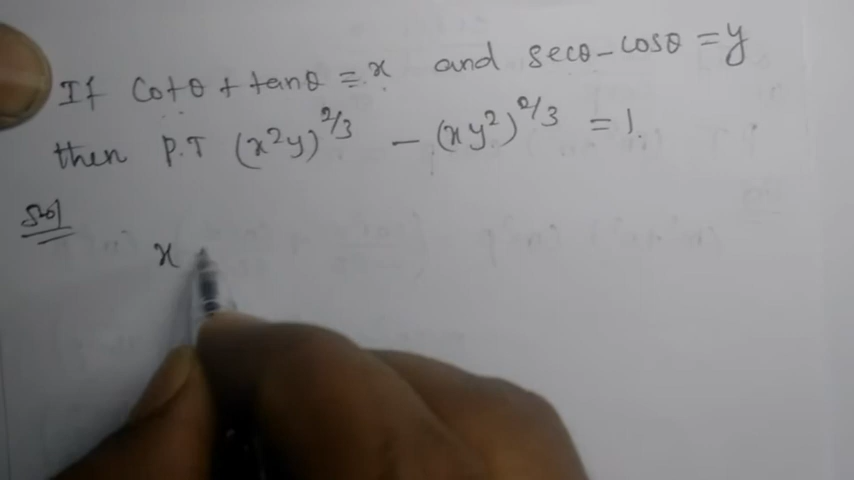 If Cotθ + tanθ = x and secθ - cosθ = y
then P.T (x²y)^2/3 - (xy²)^2/3 = 1.
Sol
x